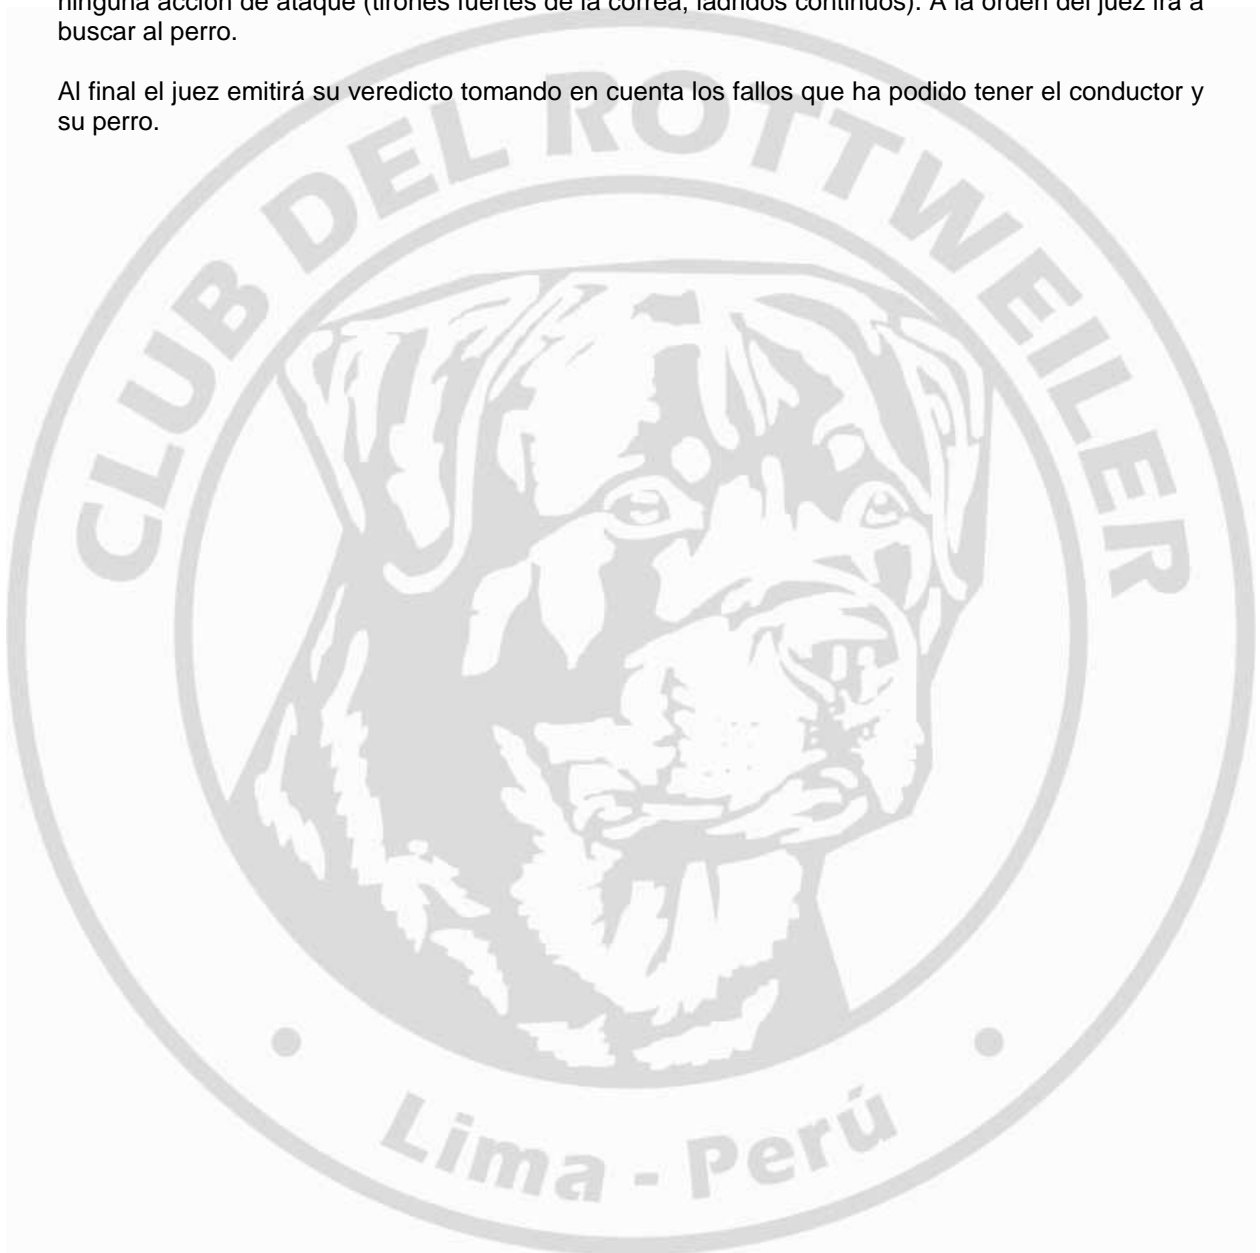 ninguna acción de ataque (tirones fuertes de la correa, ladridos continuos). A la orden del juez irá a
buscar al perro.
Al final el juez emitirá su veredicto tomando en cuenta los fallos que ha podido tener el conductor y
su perro.
CLUB DEL ROTTWEILER
Lima - Perú